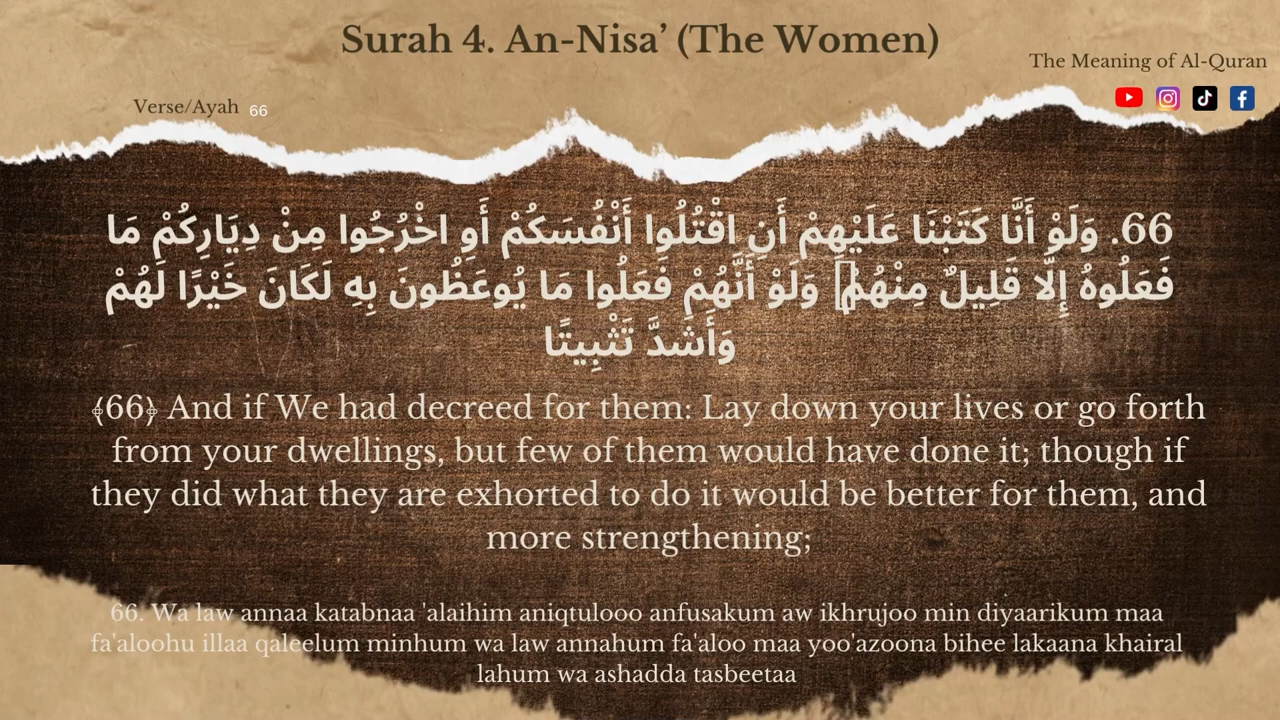 Surah 4. An-Nisa’ (The Women)
The Meaning of Al-Quran
Verse/Ayah 66
66. وَلَوْ أَنَّا كَتَبْنَا عَلَيْهِمْ أَنِ اقْتُلُوا أَنْفُسَكُمْ أَوِ اخْرُجُوا مِنْ دِيَارِكُمْ مَا
فَعَلُوهُ إِلَّا قَلِيلٌ مِنْهُمْ وَلَوْ أَنَّهُمْ فَعَلُوا مَا يُوعَظُونَ بِهِ لَكَانَ خَيْرًا لَهُمْ
وَأَشَدَّ تَثْبِيتًا
﴾66﴿ And if We had decreed for them: Lay down your lives or go forth
from your dwellings, but few of them would have done it; though if
they did what they are exhorted to do it would be better for them, and
more strengthening;
66. Wa law annaa katabnaa 'alaihim aniqtulooo anfusakum aw ikhrujoo min diyaarikum maa
fa'aloohu illaa qaleelum minhum wa law annahum fa'aloo maa yoo'azoona bihee lakaana khairal
lahum wa ashadda tasbeetaa